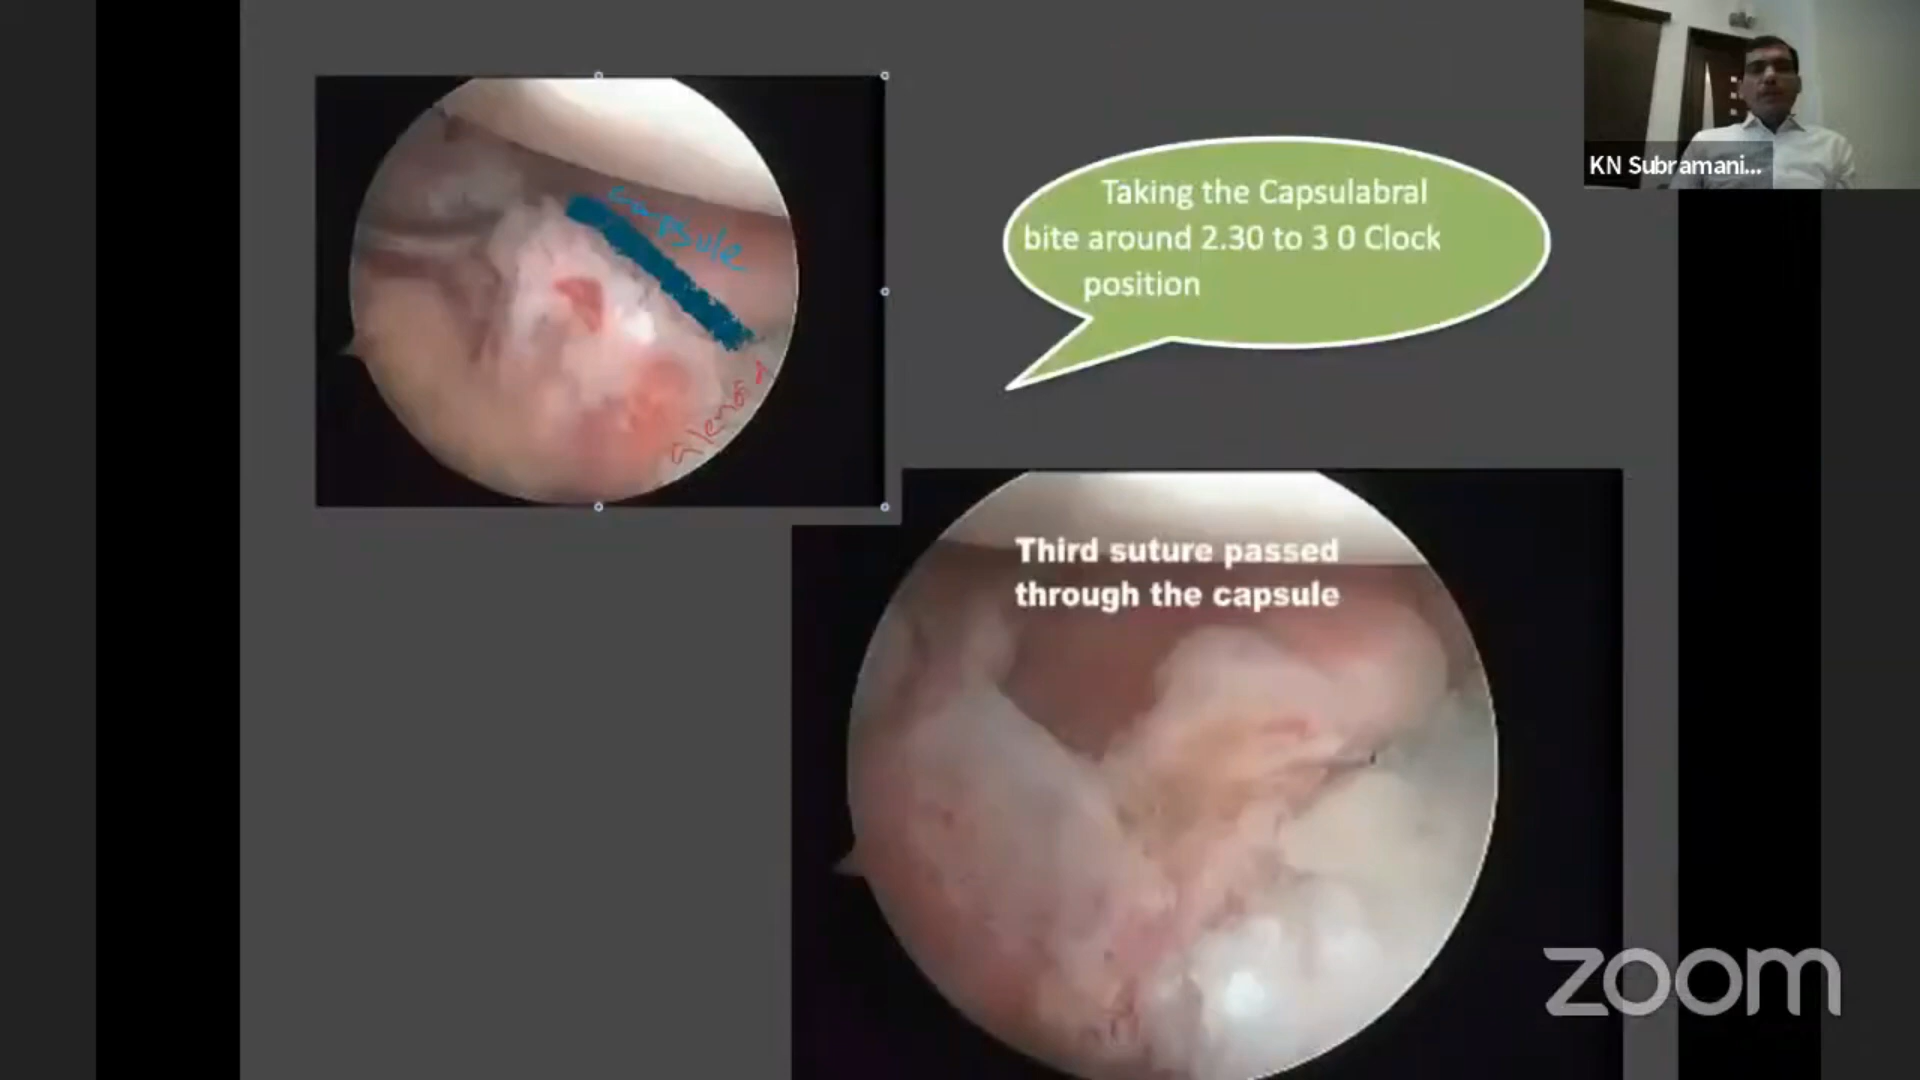 KN Subramani...
Taking the Capsulabral
bite around 2.30 to 3 0 Clock
position
capsule
Glenoid
Third suture passed
through the capsule
zoom